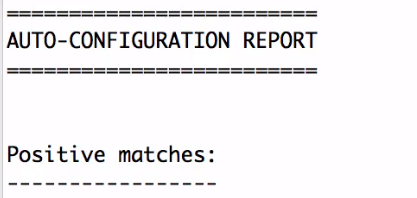 =========================
AUTO-CONFIGURATION REPORT
=========================
Positive matches:
-----------------